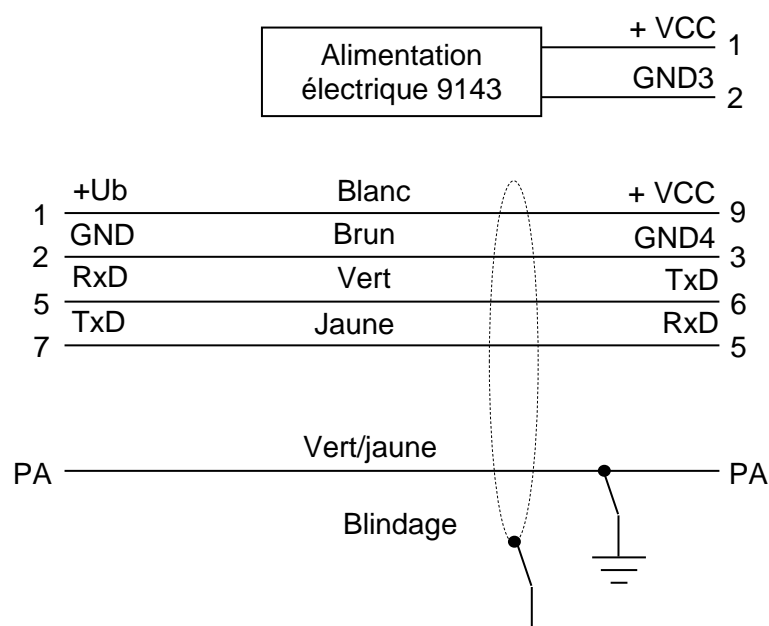 + VCC 1
Alimentation
électrique 9143
GND3 2
+Ub Blanc + VCC
1 9
GND Brun GND4
2 3
RxD Vert TxD
5 6
TxD Jaune RxD
7 5
Vert/jaune
PA PA
Blindage